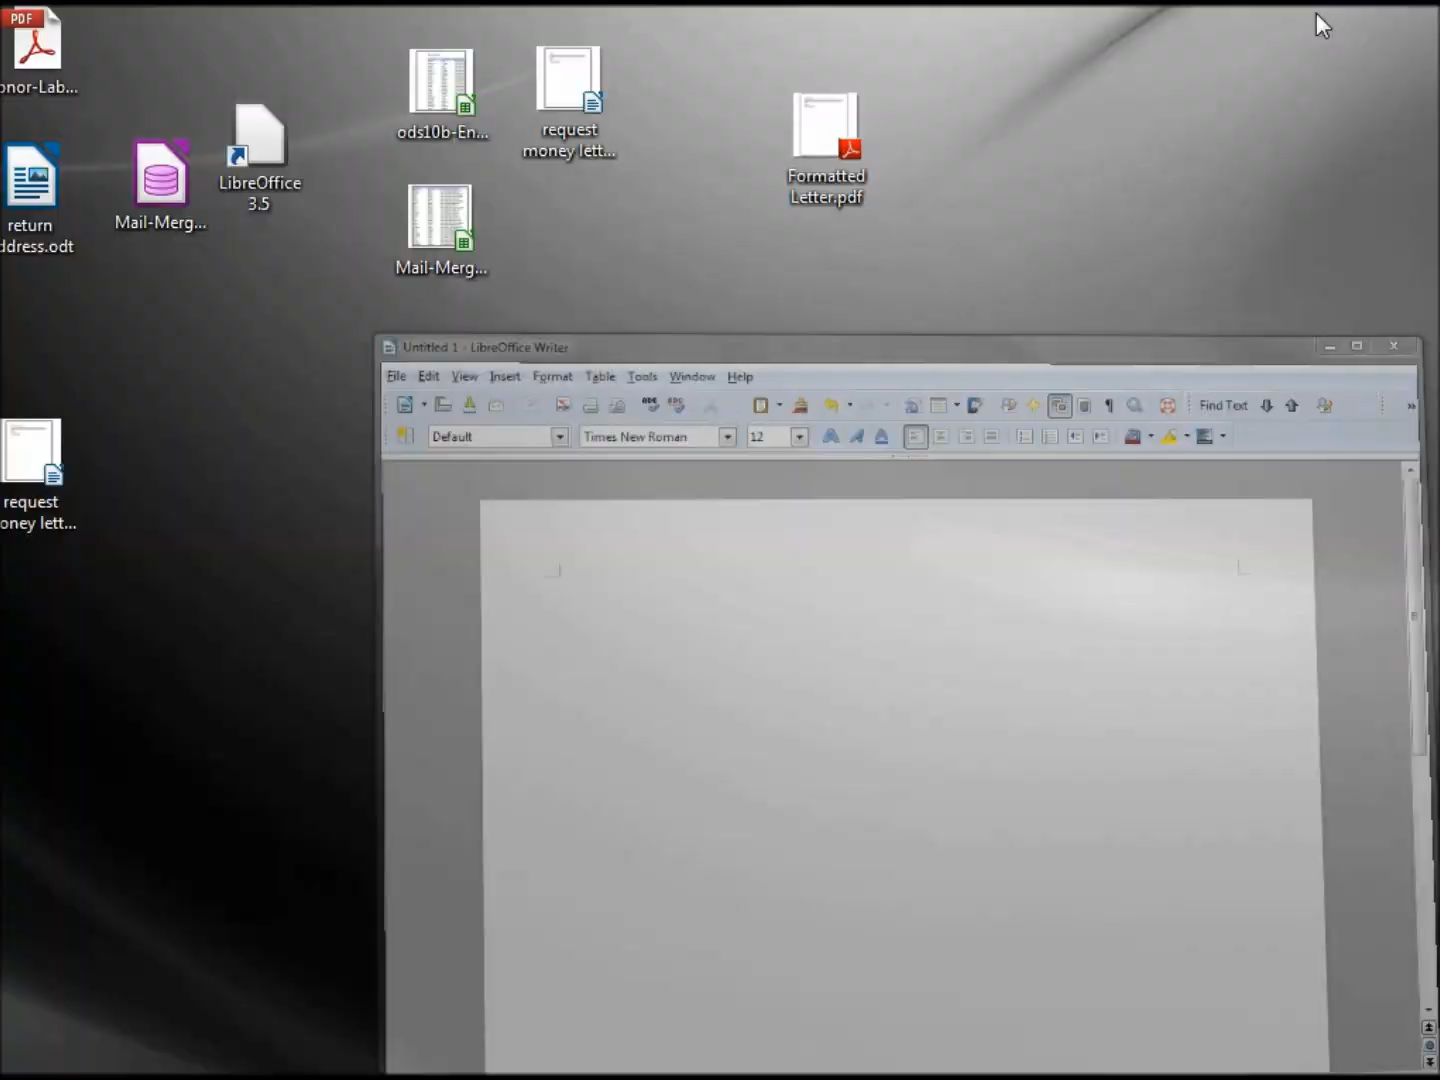 PDF
onor-Lab...
return
ddress.odt
Mail-Merg...
LibreOffice
3.5
ods10b-En...
request
money lett...
Mail-Merg...
Formatted
Letter.pdf
request
oney lett...
Untitled 1 - LibreOffice Writer
File Edit View Insert Format Table Tools Window Help
ABC ABC Find Text
Default Times New Roman 12